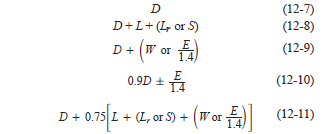 D (12-7)
D + L + (Lᵣ or S) (12-8)
D + (W or E/1.4) (12-9)
0.9D ± E/1.4 (12-10)
D + 0.75[L + (Lᵣ or S) + (W or E/1.4)] (12-11)